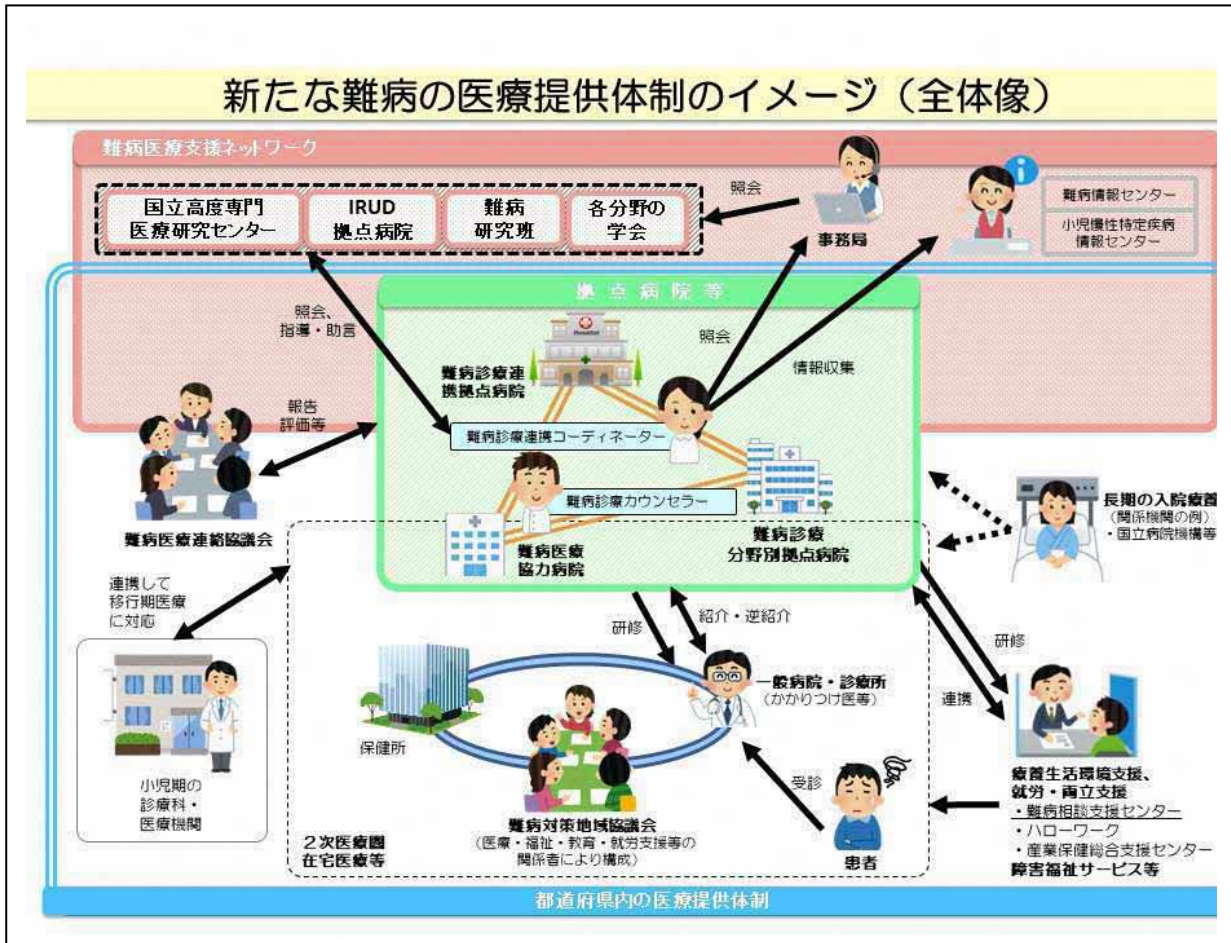 新たな難病の医療提供体制のイメージ（全体像）
難病医療支援ネットワーク
国立高度専門
医療研究センター
IRUD
拠点病院
難病
研究班
各分野の
学会
照会
事務局
難病情報センター
小児慢性特定疾病
情報センター
拠点病院等
照会、
指導・助言
難病診療連
携拠点病院
照会
情報収集
報告
評価等
難病診療連携コーディネーター
難病診療カウンセラー
難病医療連絡協議会
難病医療
協力病院
難病診療
分野別拠点病院
長期の入院療養
（関係機関の例）
・国立病院機構等
連携して
移行期医療
に対応
研修
紹介・逆紹介
一般病院・診療所
（かかりつけ医等）
研修
連携
保健所
小児期の
診療科・
医療機関
受診
療養生活環境支援、
就労・両立支援
・難病相談支援センター
・ハローワーク
・産業保健総合支援センター
障害福祉サービス等
難病対策地域協議会
（医療・福祉・教育・就労支援等の
関係者により構成）
２次医療圏
在宅医療等
患者
都道府県内の医療提供体制